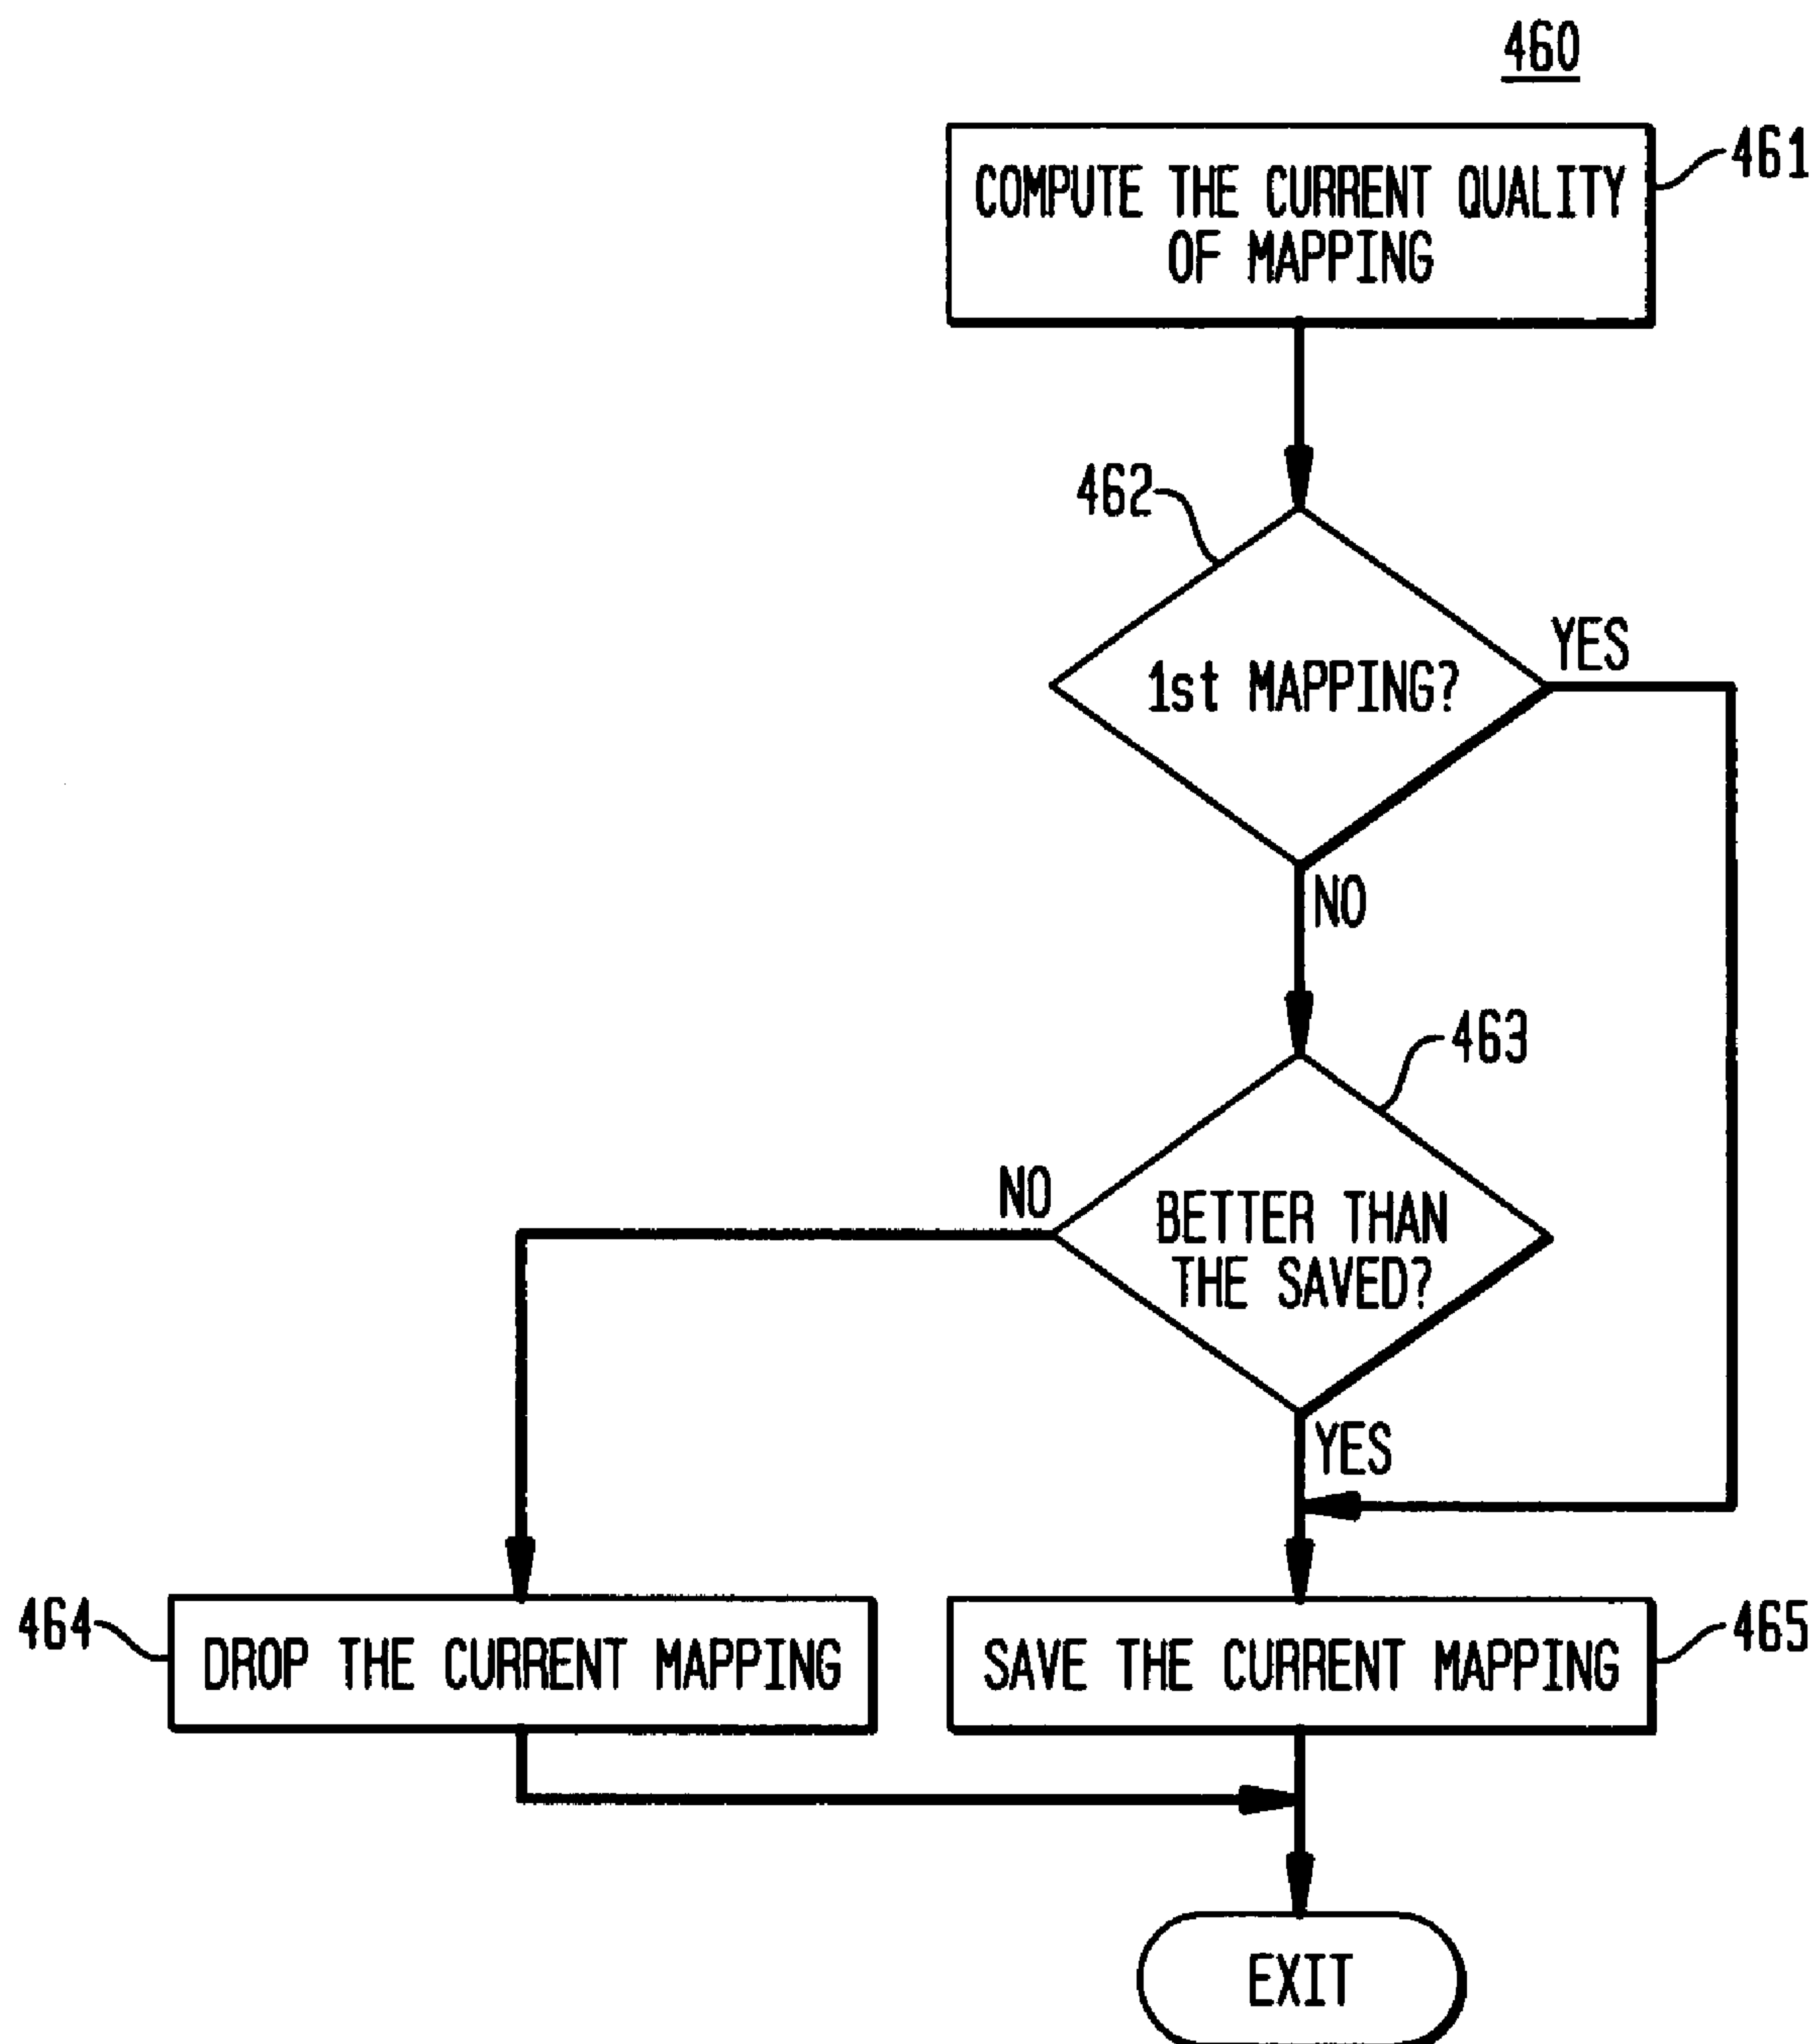 460
COMPUTE THE CURRENT QUALITY
OF MAPPING
461
462
1st MAPPING?
YES
NO
463
BETTER THAN
THE SAVED?
NO
YES
464
DROP THE CURRENT MAPPING
SAVE THE CURRENT MAPPING
465
EXIT